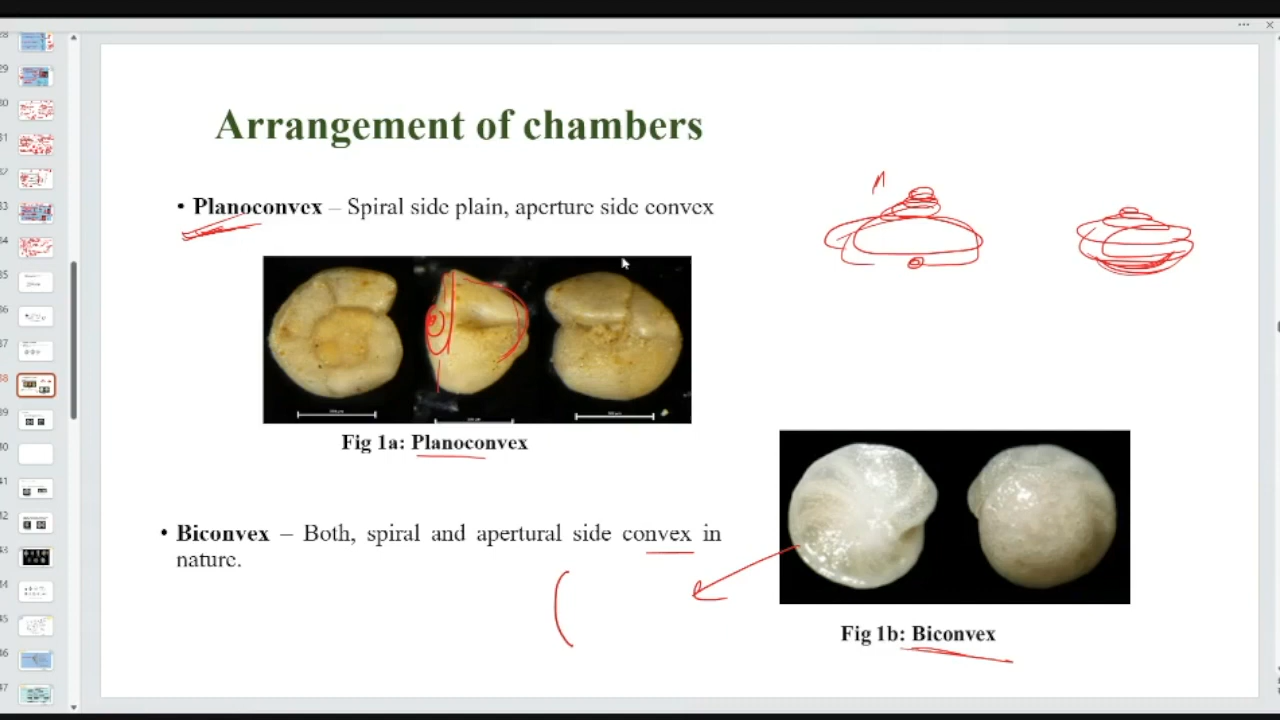 Arrangement of chambers
• Planoconvex – Spiral side plain, aperture side convex
Fig 1a: Planoconvex
• Biconvex – Both, spiral and apertural side convex in
nature.
Fig 1b: Biconvex